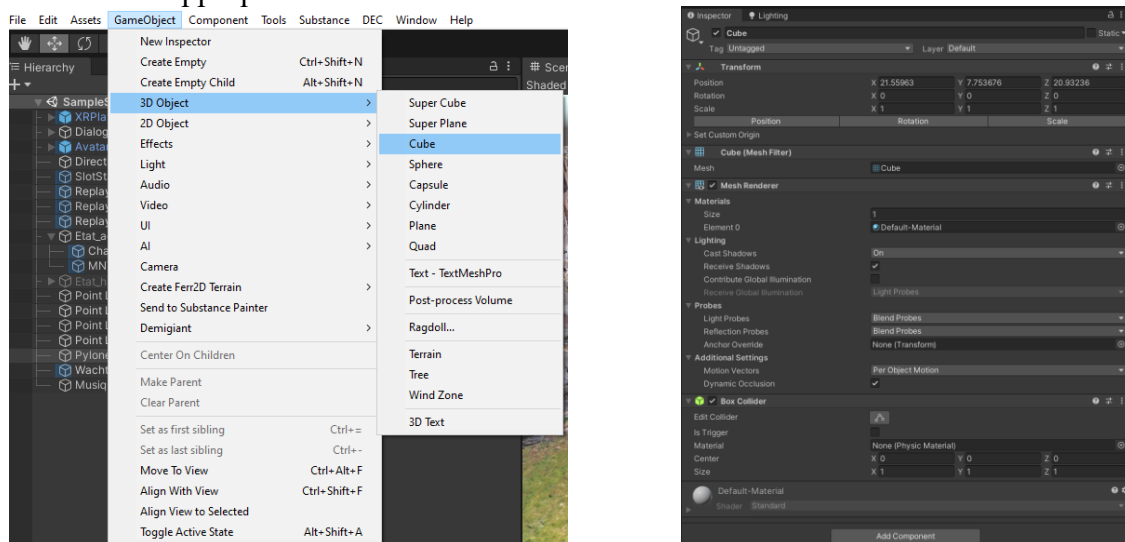 File Edit Assets GameObject Component Tools Substance DEC Window Help
New Inspector
Create Empty Ctrl+Shift+N
Create Empty Child Alt+Shift+N
3D Object >
2D Object >
Effects >
Light >
Audio >
Video >
UI >
AI >
Camera
Create Ferr2D Terrain >
Send to Substance Painter
Demigiant >
Center On Children
Make Parent
Clear Parent
Set as first sibling Ctrl+=
Set as last sibling Ctrl+-
Move To View Ctrl+Alt+F
Align With View Ctrl+Shift+F
Align View to Selected
Toggle Active State Alt+Shift+A
Super Cube
Super Plane
Cube
Sphere
Capsule
Cylinder
Plane
Quad
Text - TextMeshPro
Post-process Volume
Ragdoll...
Terrain
Tree
Wind Zone
3D Text
Hierarchy
SampleS
XRPla
Dialog
Avata
Direct
SlotSt
Replay
Replay
Replay
Etat_a
Cha
MN
Etat_h
Point L
Point L
Point L
Point L
Pylone
Wacht
Musiq
# Scen
Shaded
Inspector Lighting
Cube Static
Tag Untagged Layer Default
Transform
Position X 21.55963 Y 7.753676 Z 20.93236
Rotation X 0 Y 0 Z 0
Scale X 1 Y 1 Z 1
Position Rotation Scale
Set Custom Origin
Cube (Mesh Filter)
Mesh Cube
Mesh Renderer
Materials
Size 1
Element 0 Default-Material
Lighting
Cast Shadows On
Receive Shadows
Contribute Global Illumination
Receive Global Illumination Light Probes
Probes
Light Probes Blend Probes
Reflection Probes Blend Probes
Anchor Override None (Transform)
Additional Settings
Motion Vectors Per Object Motion
Dynamic Occlusion
Box Collider
Edit Collider
Is Trigger
Material None (Physic Material)
Center X 0 Y 0 Z 0
Size X 1 Y 1 Z 1
Default-Material
Shader Standard
Add Component